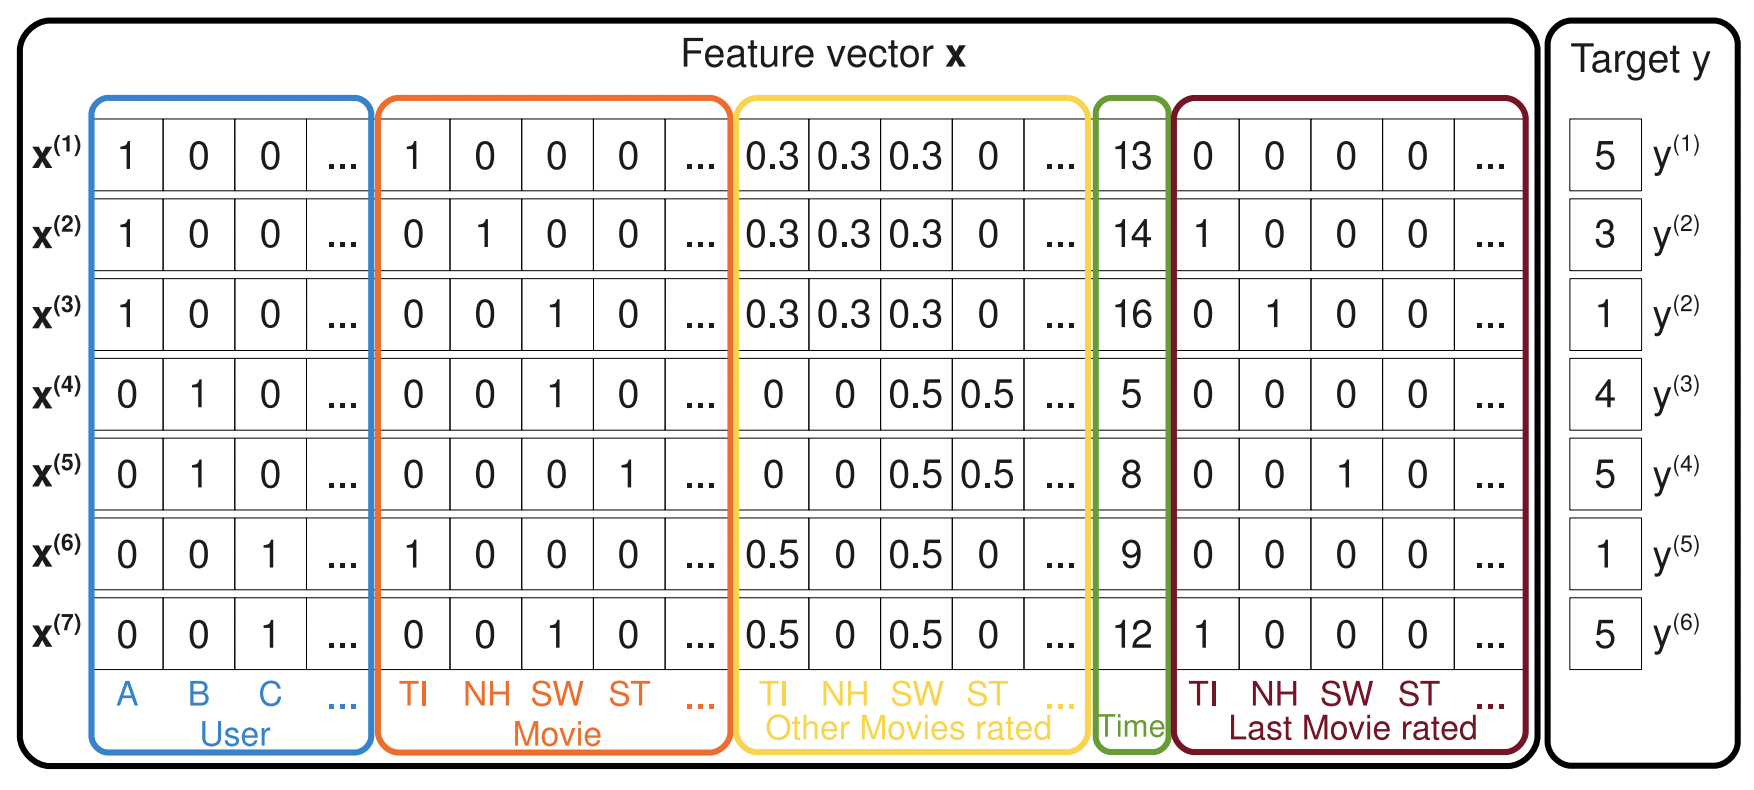 Feature vector x Target y
x(1) 1 0 0 ... 1 0 0 0 ... 0.3 0.3 0.3 0 ... 13 0 0 0 0 ... 5 y(1)
x(2) 1 0 0 ... 0 1 0 0 ... 0.3 0.3 0.3 0 ... 14 1 0 0 0 ... 3 y(2)
x(3) 1 0 0 ... 0 0 1 0 ... 0.3 0.3 0.3 0 ... 16 0 1 0 0 ... 1 y(2)
x(4) 0 1 0 ... 0 0 1 0 ... 0 0 0.5 0.5 ... 5 0 0 0 0 ... 4 y(3)
x(5) 0 1 0 ... 0 0 0 1 ... 0 0 0.5 0.5 ... 8 0 0 1 0 ... 5 y(4)
x(6) 0 0 1 ... 1 0 0 0 ... 0.5 0 0.5 0 ... 9 0 0 0 0 ... 1 y(5)
x(7) 0 0 1 ... 0 0 1 0 ... 0.5 0 0.5 0 ... 12 1 0 0 0 ... 5 y(6)
A B C ... TI NH SW ST ... TI NH SW ST ... TI NH SW ST ...
User Movie Other Movies rated Time Last Movie rated